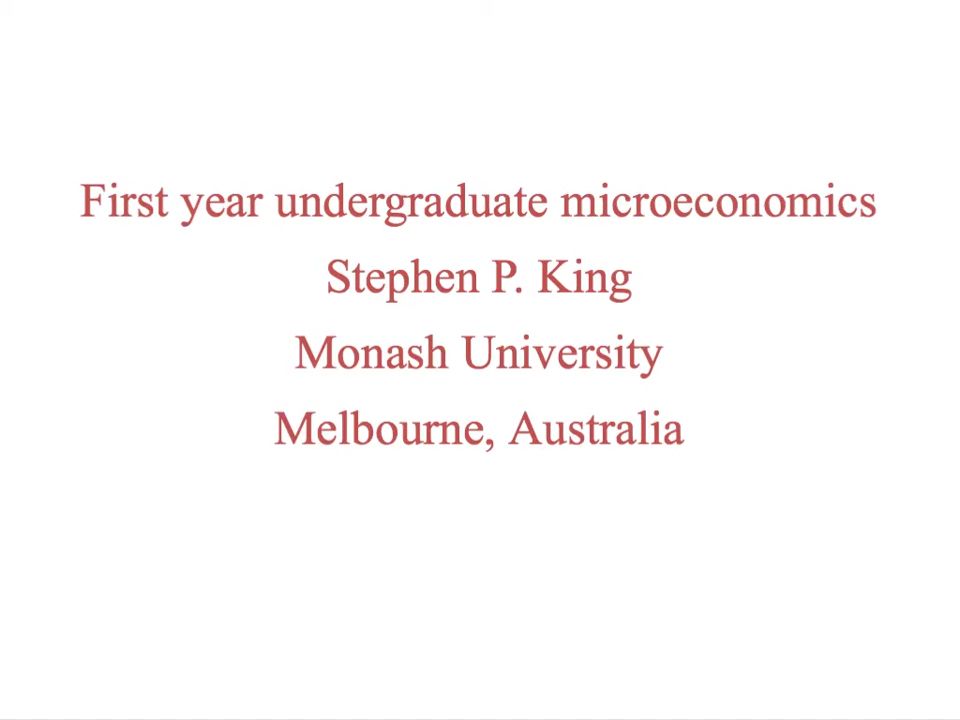 First year undergraduate microeconomics
Stephen P. King
Monash University
Melbourne, Australia